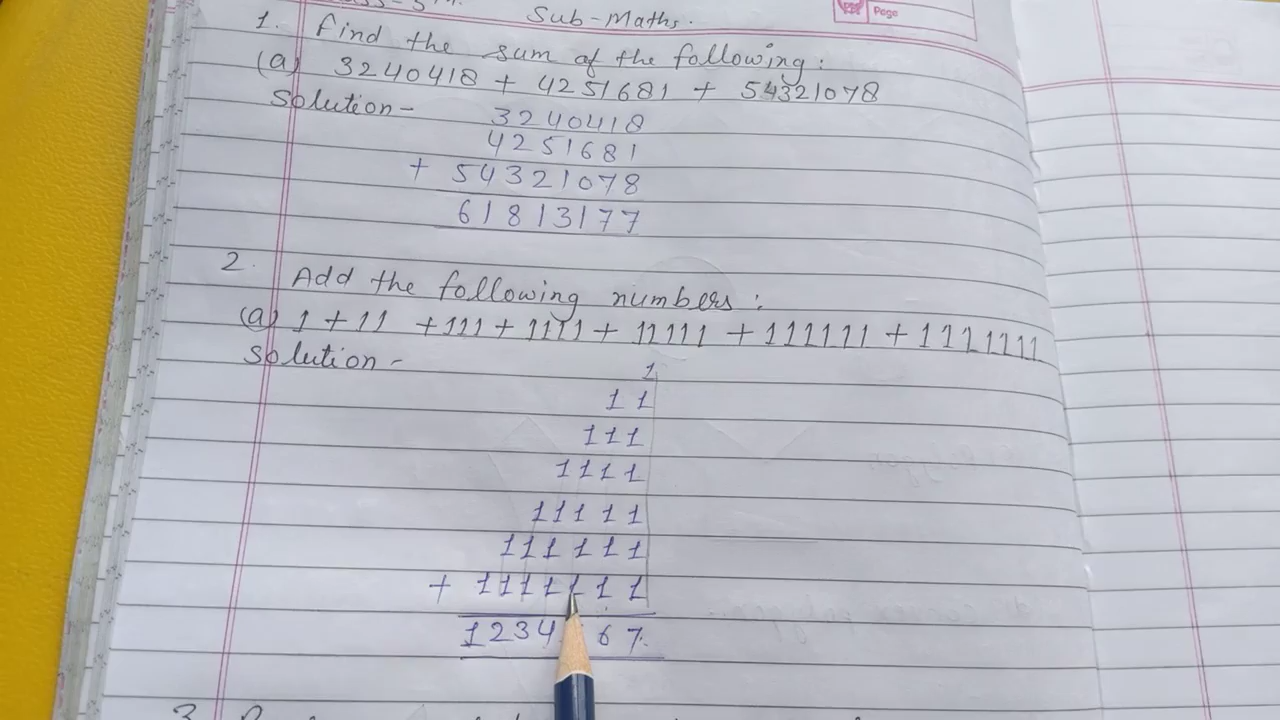 Sub-Maths.
Page
1. Find the sum of the following:
(a) 3240418 + 4251681 + 54321078
Solution-
3240418
4251681
+ 54321078
61813177
2. Add the following numbers:
(a) 1 + 11 + 111 + 1111 + 11111 + 111111 + 1111111
Solution-
1
11
111
1111
11111
111111
+ 1111111
1234 67.
3.